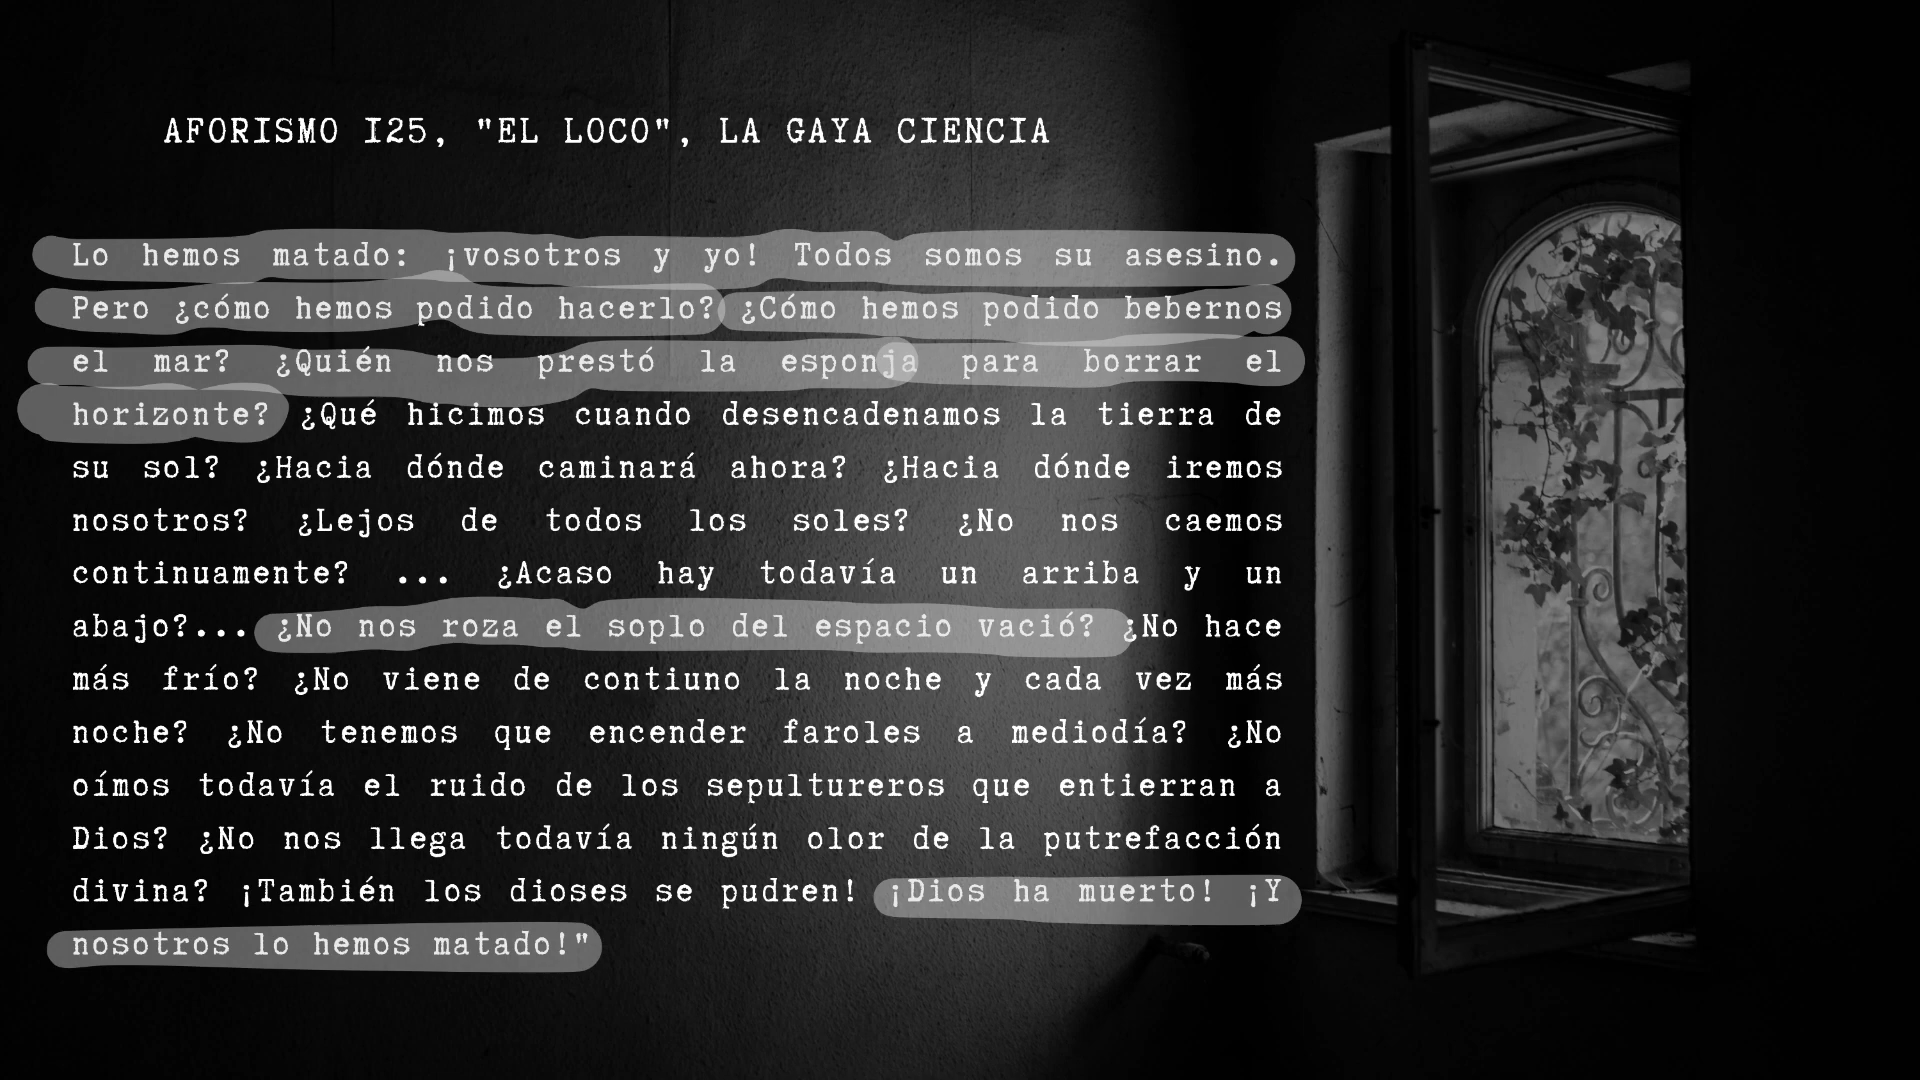 AFORISMO 125, "EL LOCO", LA GAYA CIENCIA
Lo hemos matado: ¡vosotros y yo! Todos somos su asesino.
Pero ¿cómo hemos podido hacerlo? ¿Cómo hemos podido bebernos
el mar? ¿Quién nos prestó la esponja para borrar el
horizonte? ¿Qué hicimos cuando desencadenamos la tierra de
su sol? ¿Hacia dónde caminará ahora? ¿Hacia dónde iremos
nosotros? ¿Lejos de todos los soles? ¿No nos caemos
continuamente? ... ¿Acaso hay todavía un arriba y un
abajo?... ¿No nos roza el soplo del espacio vació? ¿No hace
más frío? ¿No viene de contiuno la noche y cada vez más
noche? ¿No tenemos que encender faroles a mediodía? ¿No
oímos todavía el ruido de los sepultureros que entierran a
Dios? ¿No nos llega todavía ningún olor de la putrefacción
divina? ¡También los dioses se pudren! ¡Dios ha muerto! ¡Y
nosotros lo hemos matado!"